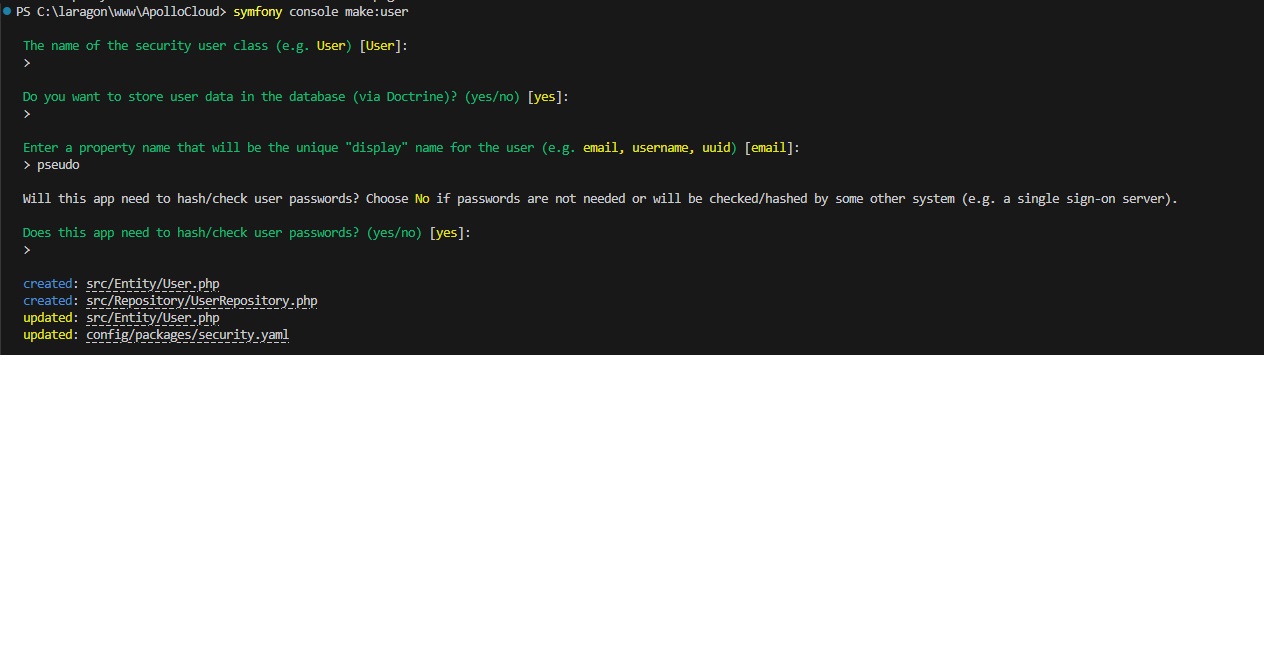 PS C:\laragon\www\ApolloCloud> symfony console make:user
The name of the security user class (e.g. User) [User]:
>
Do you want to store user data in the database (via Doctrine)? (yes/no) [yes]:
>
Enter a property name that will be the unique "display" name for the user (e.g. email, username, uuid) [email]:
> pseudo
Will this app need to hash/check user passwords? Choose No if passwords are not needed or will be checked/hashed by some other system (e.g. a single sign-on server).
Does this app need to hash/check user passwords? (yes/no) [yes]:
>
created: src/Entity/User.php
created: src/Repository/UserRepository.php
updated: src/Entity/User.php
updated: config/packages/security.yaml